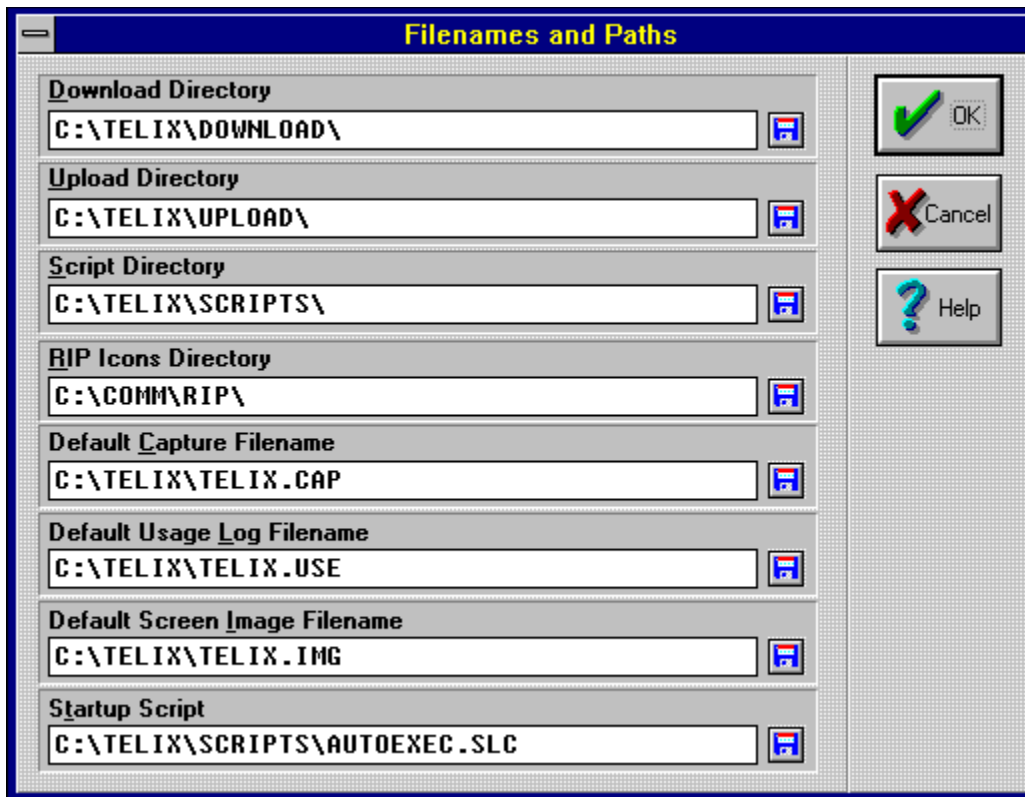 Filenames and Paths
Download Directory
C:\TELIX\DOWNLOAD\
Upload Directory
C:\TELIX\UPLOAD\
Script Directory
C:\TELIX\SCRIPTS\
RIP Icons Directory
C:\COMM\RIP\
Default Capture Filename
C:\TELIX\TELIX.CAP
Default Usage Log Filename
C:\TELIX\TELIX.USE
Default Screen Image Filename
C:\TELIX\TELIX.IMG
Startup Script
C:\TELIX\SCRIPTS\AUTOEXEC.SLC
OK
Cancel
Help